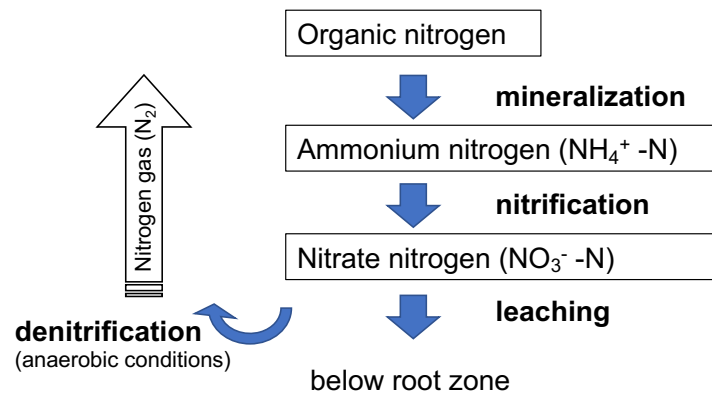 Organic nitrogen
mineralization
Ammonium nitrogen (NH₄⁺ -N)
nitrification
Nitrate nitrogen (NO₃⁻ -N)
leaching
below root zone
denitrification
(anaerobic conditions)
Nitrogen gas (N₂)